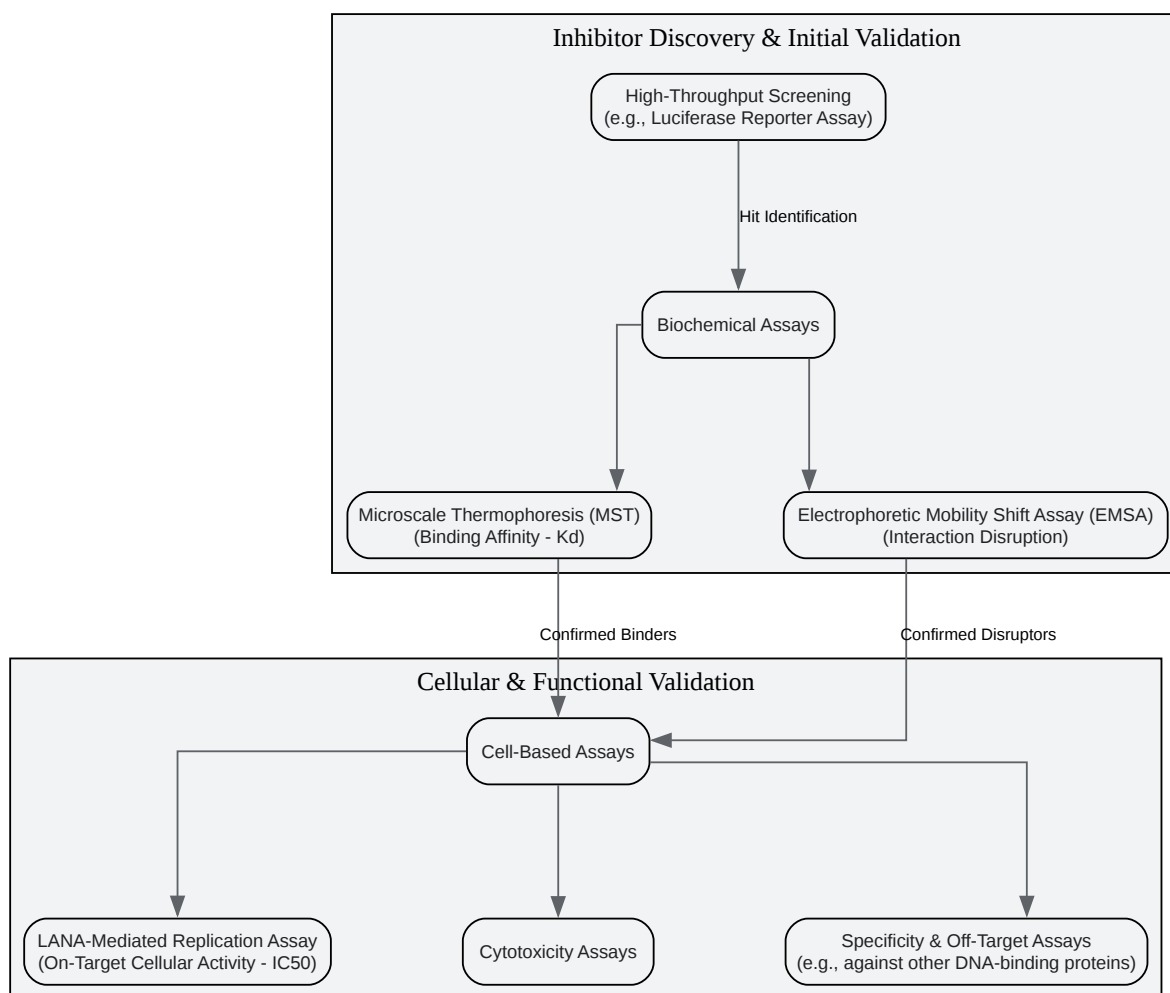 Inhibitor Discovery & Initial Validation
High-Throughput Screening
(e.g., Luciferase Reporter Assay)
Hit Identification
Biochemical Assays
Microscale Thermophoresis (MST)
(Binding Affinity - Kd)
Electrophoretic Mobility Shift Assay (EMSA)
(Interaction Disruption)
Confirmed Binders
Confirmed Disruptors
Cellular & Functional Validation
Cell-Based Assays
LANA-Mediated Replication Assay
(On-Target Cellular Activity - IC50)
Cytotoxicity Assays
Specificity & Off-Target Assays
(e.g., against other DNA-binding proteins)